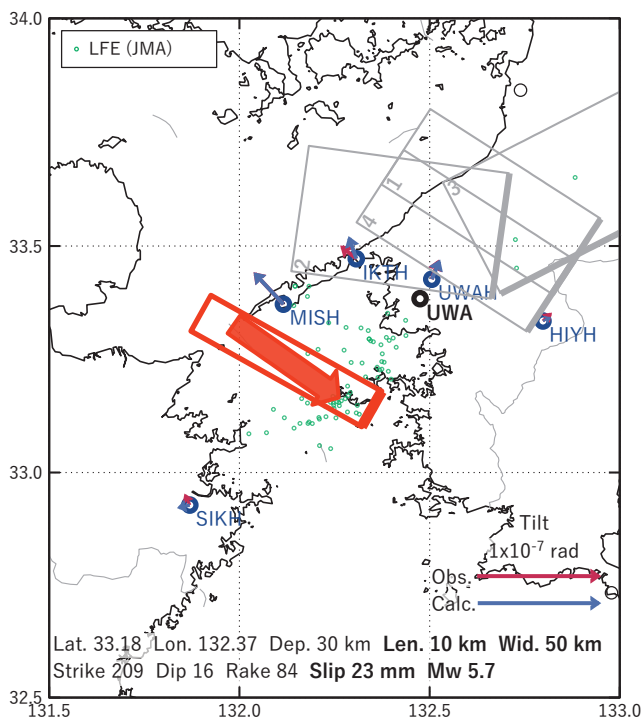 34.0
LFE (JMA)
1
3
4
2
33.5
IKTH
UWAH
MISH
UWA
HIYH
33.0
SIKH
Tilt
1x10-7 rad
Obs.
Calc.
Lat. 33.18 Lon. 132.37 Dep. 30 km Len. 10 km Wid. 50 km
Strike 209 Dip 16 Rake 84 Slip 23 mm Mw 5.7
32.5
131.5 132.0 132.5 133.0